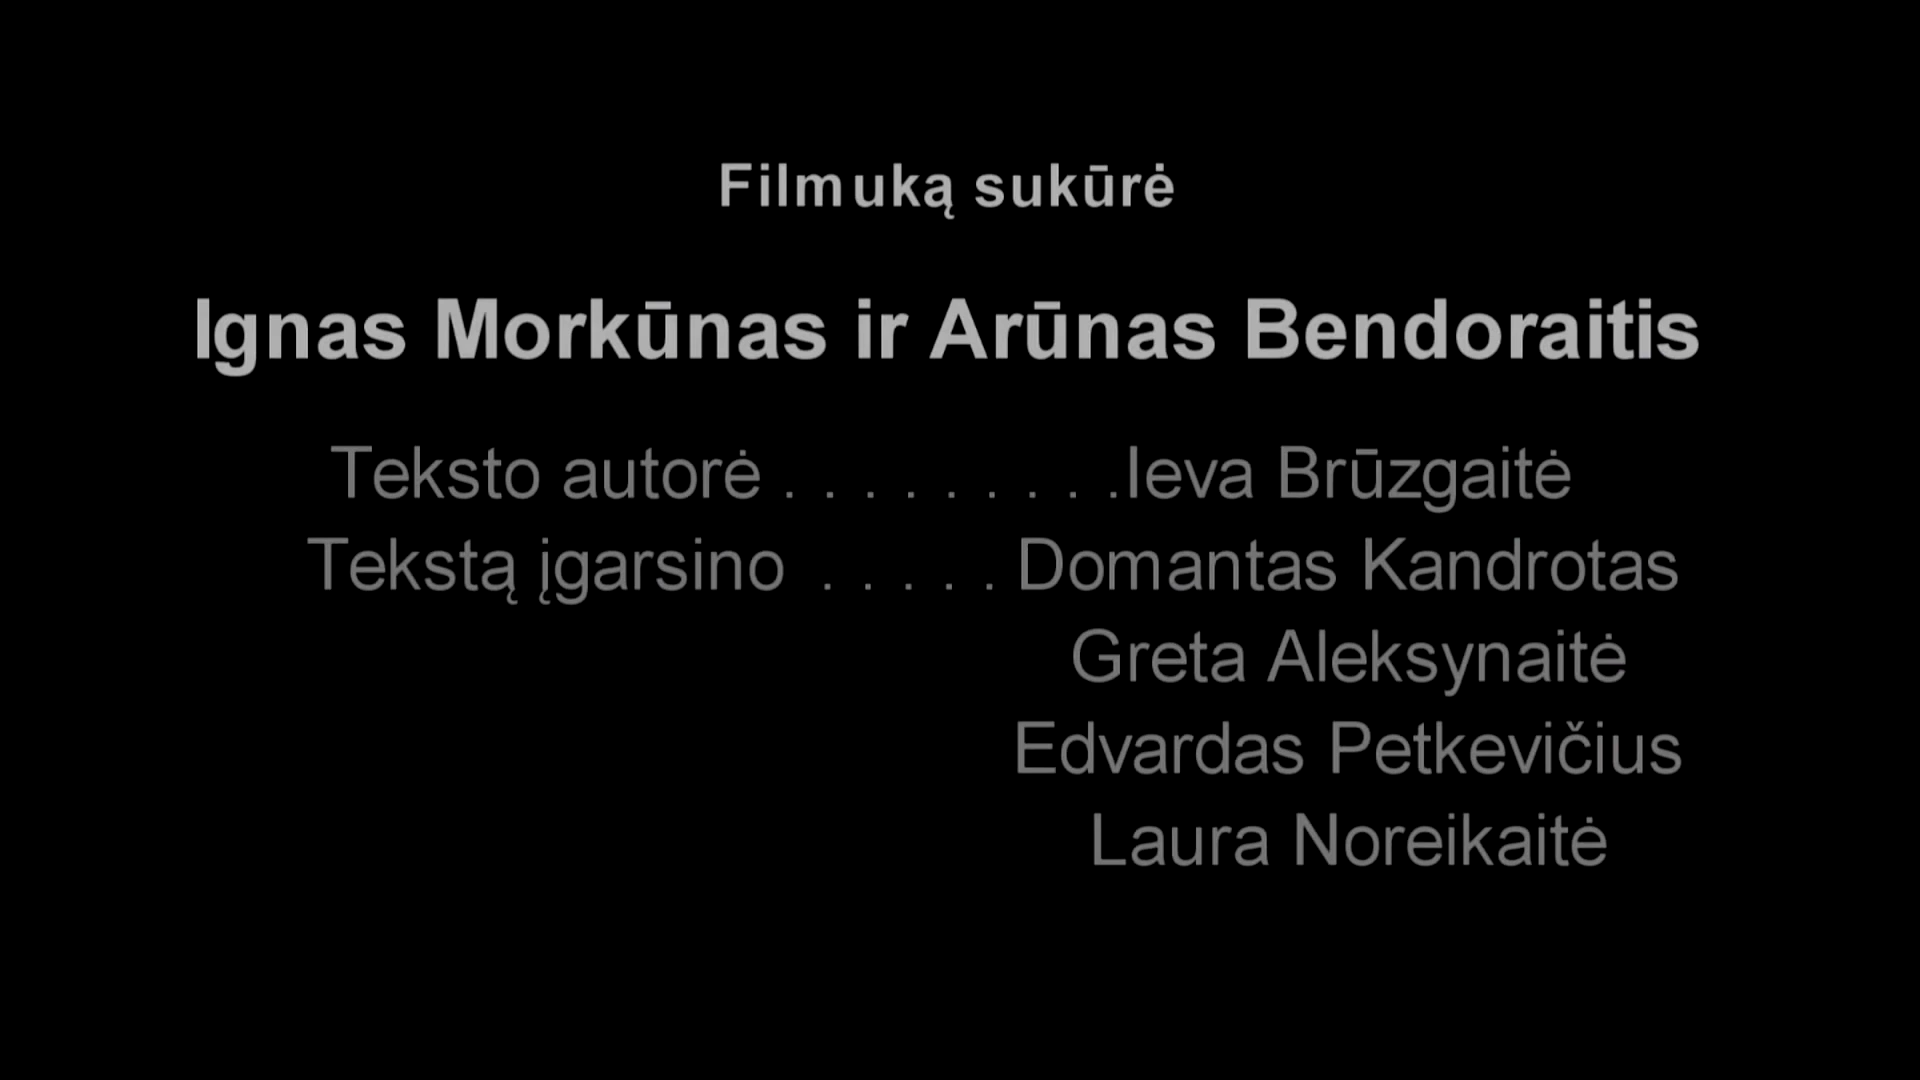 Filmuką sukūrė
Ignas Morkūnas ir Arūnas Bendoraitis
Teksto autorė . . . . . . . . .Ieva Brūzgaitė
Tekstą įgarsino . . . . . Domantas Kandrotas
Greta Aleksynaitė
Edvardas Petkevičius
Laura Noreikaitė